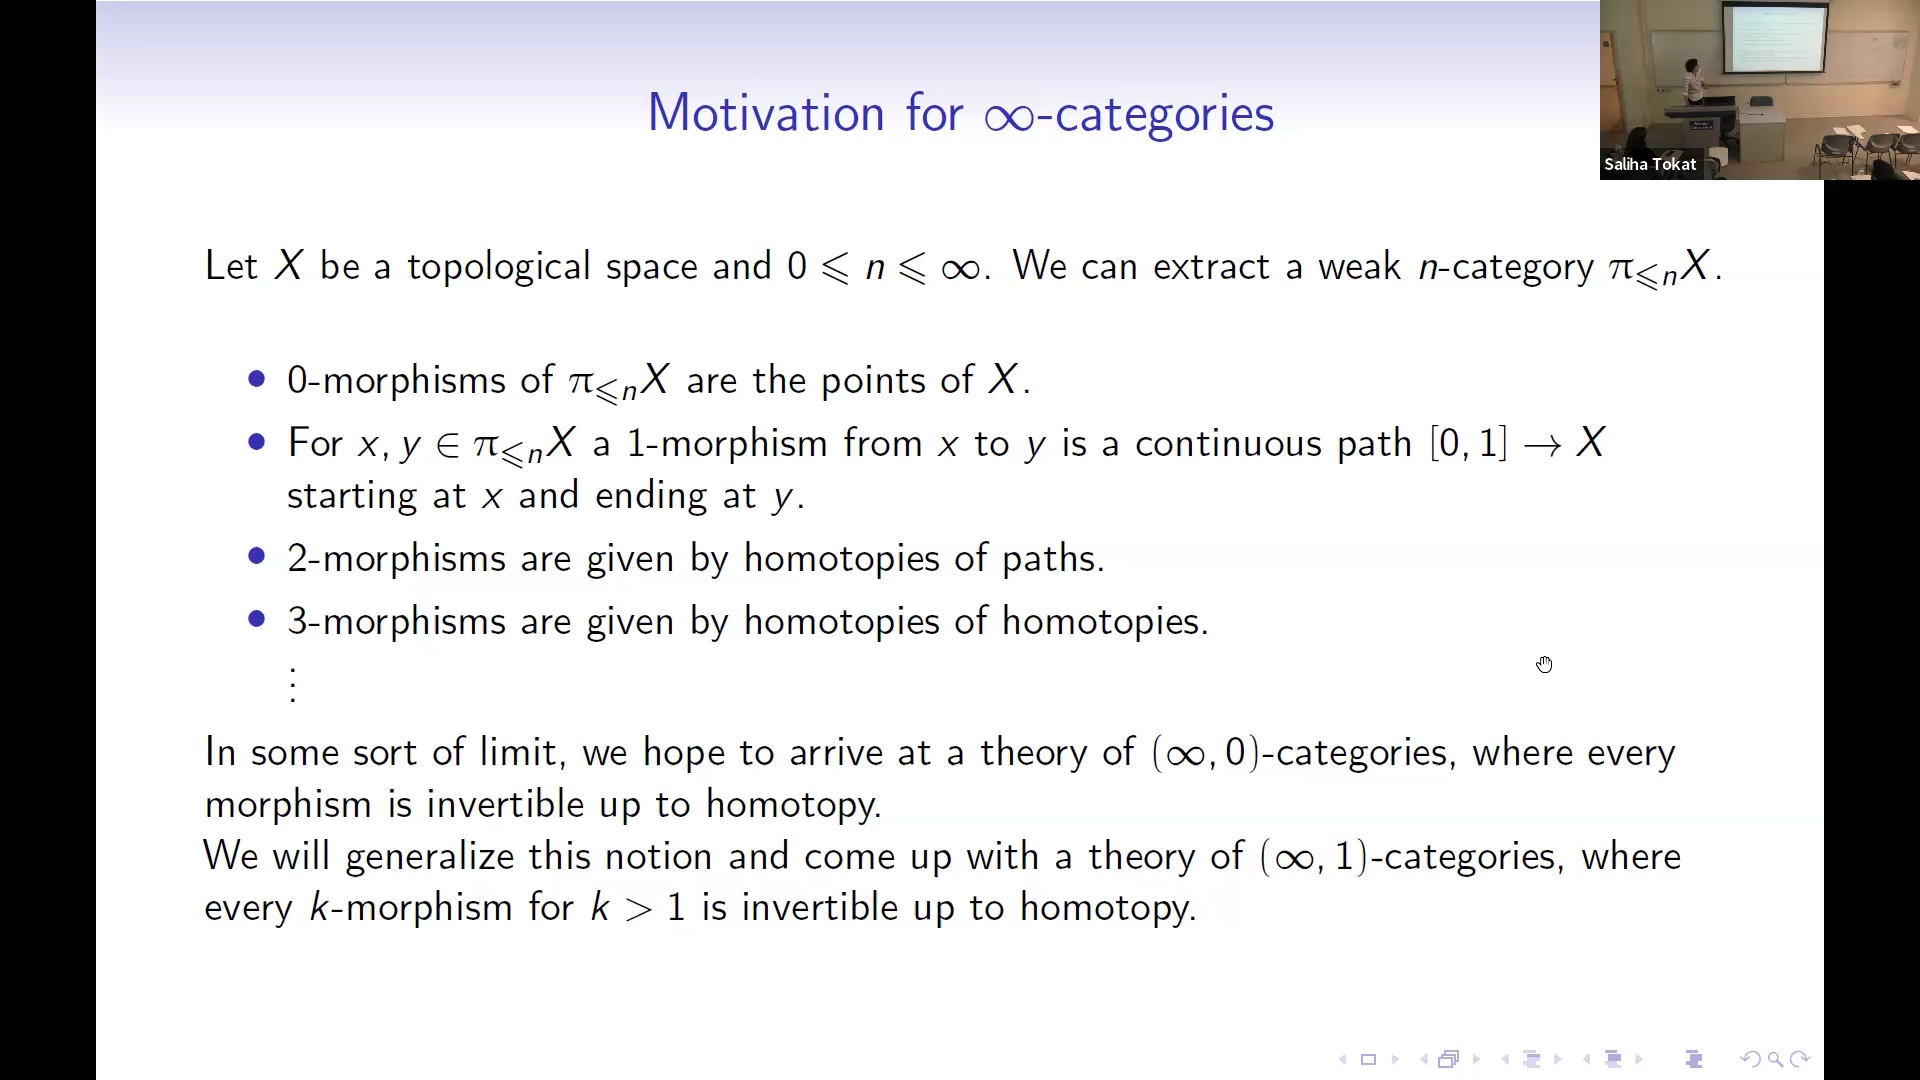 Motivation for ∞-categories
Saliha Tokat
Let X be a topological space and 0 ⩽ n ⩽ ∞. We can extract a weak n-category π⩽nX.
• 0-morphisms of π⩽nX are the points of X.
• For x, y ∈ π⩽nX a 1-morphism from x to y is a continuous path [0, 1] → X
starting at x and ending at y.
• 2-morphisms are given by homotopies of paths.
• 3-morphisms are given by homotopies of homotopies.
⋮
In some sort of limit, we hope to arrive at a theory of (∞, 0)-categories, where every
morphism is invertible up to homotopy.
We will generalize this notion and come up with a theory of (∞, 1)-categories, where
every k-morphism for k > 1 is invertible up to homotopy.